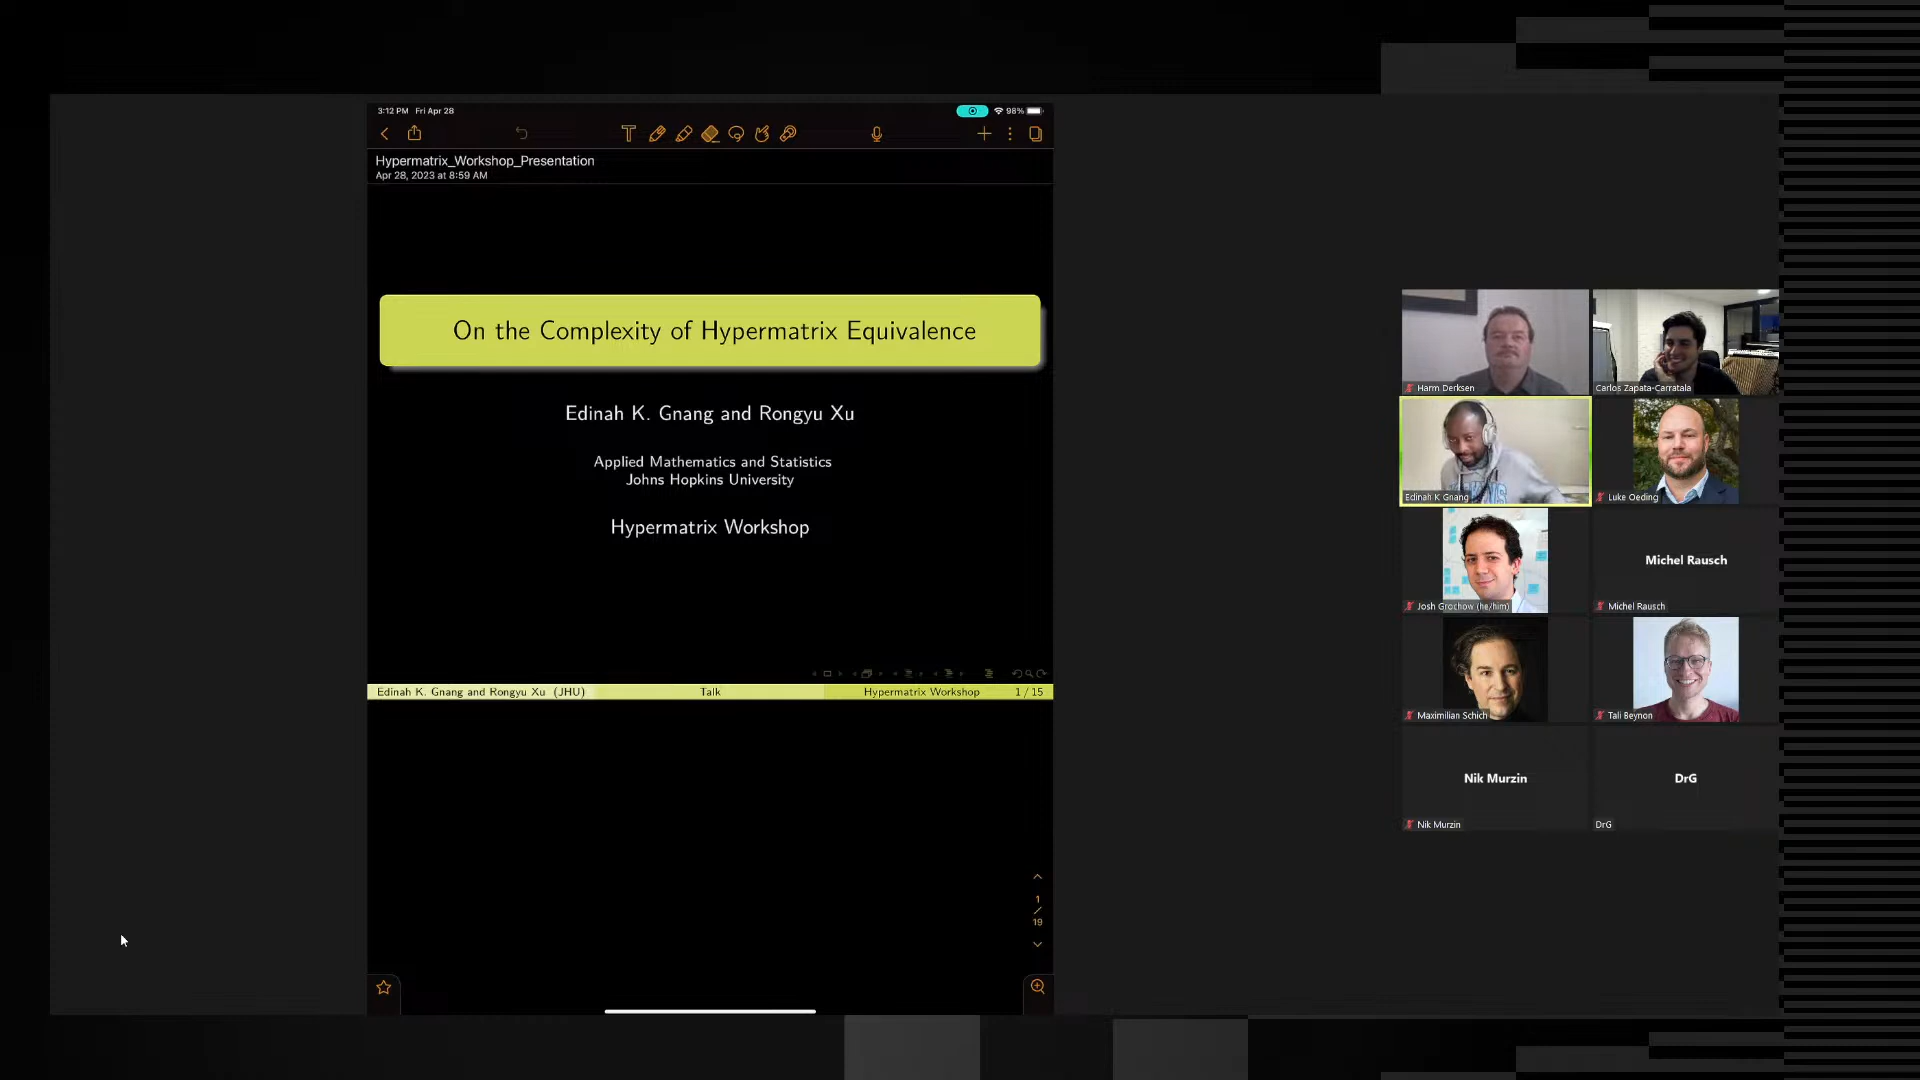 3:12 PM Fri Apr 28
98%
Hypermatrix_Workshop_Presentation
Apr 28, 2023 at 8:59 AM
On the Complexity of Hypermatrix Equivalence
Edinah K. Gnang and Rongyu Xu
Applied Mathematics and Statistics
Johns Hopkins University
Hypermatrix Workshop
Edinah K. Gnang and Rongyu Xu (JHU) Talk Hypermatrix Workshop 1 / 15
1
/
19
Harm Derksen
Carlos Zapata-Carratala
Edinah K Gnang
Luke Oeding
Josh Grochow (he/him)
Michel Rausch
Michel Rausch
Maximilian Schich
Tali Beynon
Nik Murzin
Nik Murzin
DrG
DrG